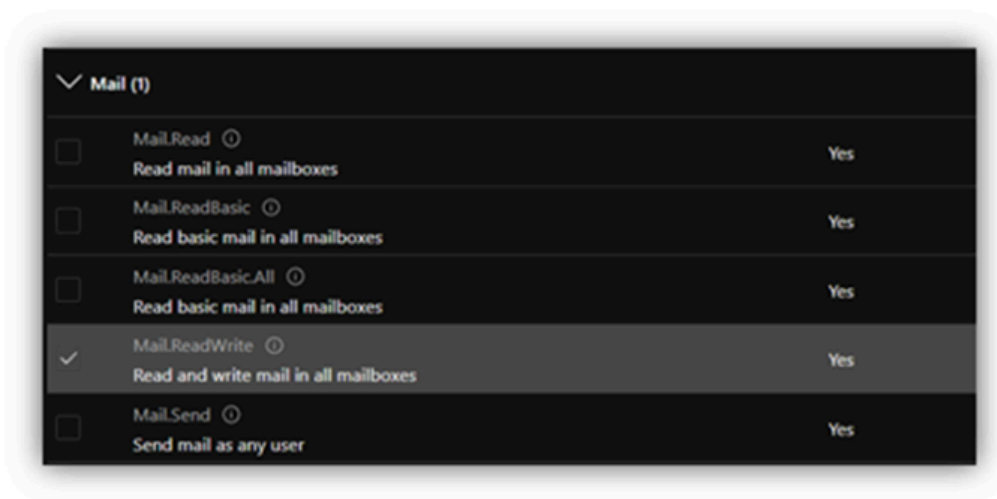 Mail (1)
Mail.Read
Read mail in all mailboxes
Yes
Mail.ReadBasic
Read basic mail in all mailboxes
Yes
Mail.ReadBasic.All
Read basic mail in all mailboxes
Yes
Mail.ReadWrite
Read and write mail in all mailboxes
Yes
Mail.Send
Send mail as any user
Yes